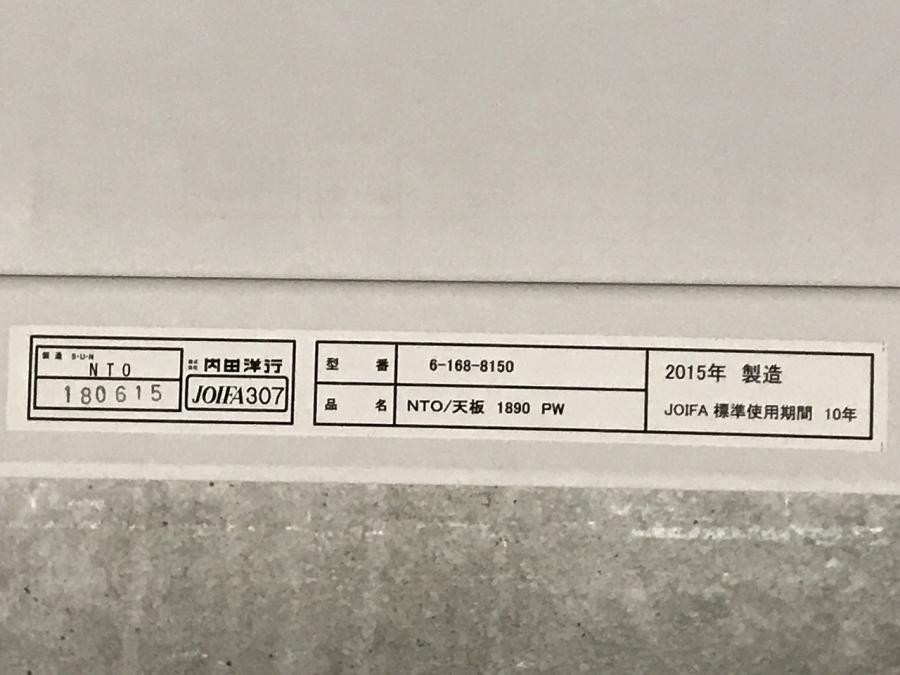 製造 S・U・N
NTO
180615
株式会社 内田洋行
JOIFA307
型番 6-168-8150
品名 NTO/天板 1890 PW
2015年 製造
JOIFA 標準使用期間 10年